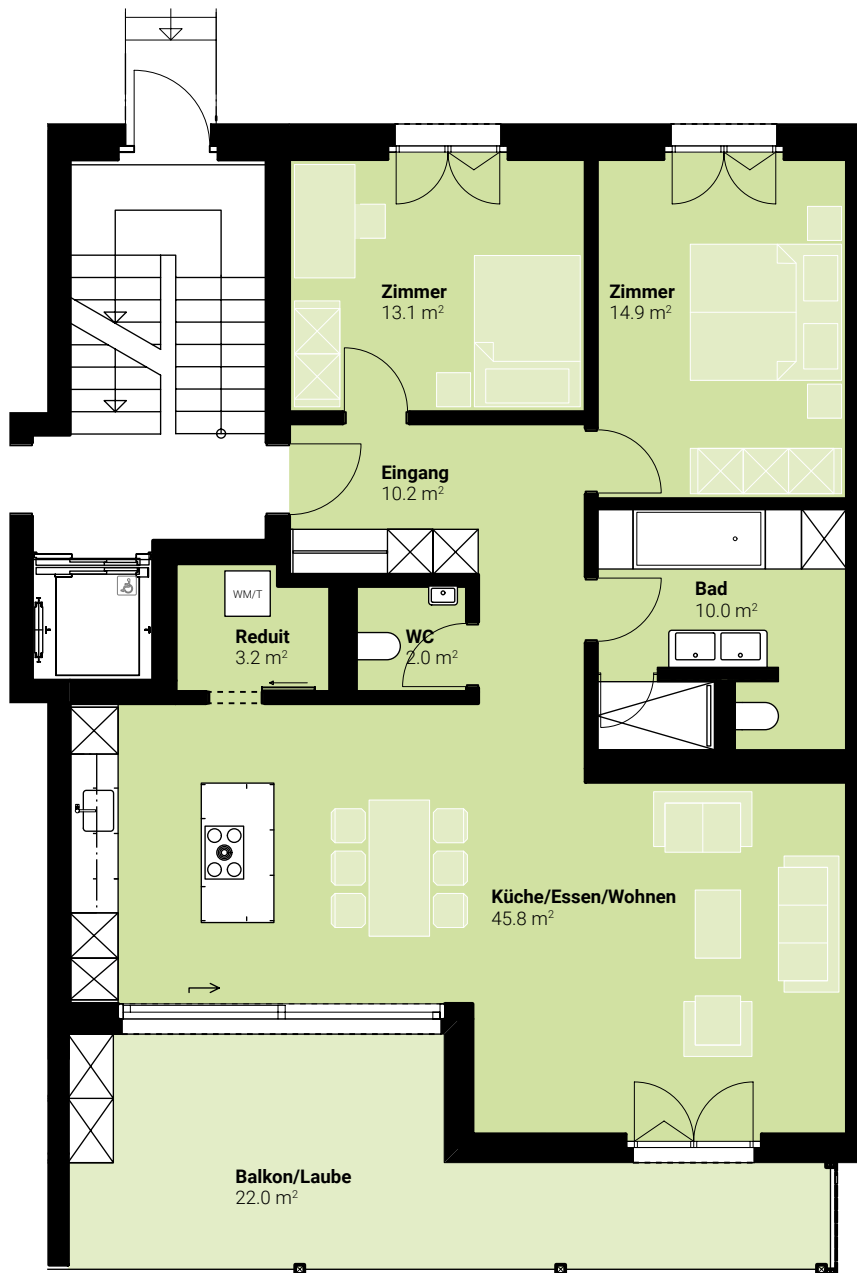 Zimmer
13.1 m²
Zimmer
14.9 m²
Eingang
10.2 m²
WM/T
Reduit
3.2 m²
WC
2.0 m²
Bad
10.0 m²
Küche/Essen/Wohnen
45.8 m²
Balkon/Laube
22.0 m²